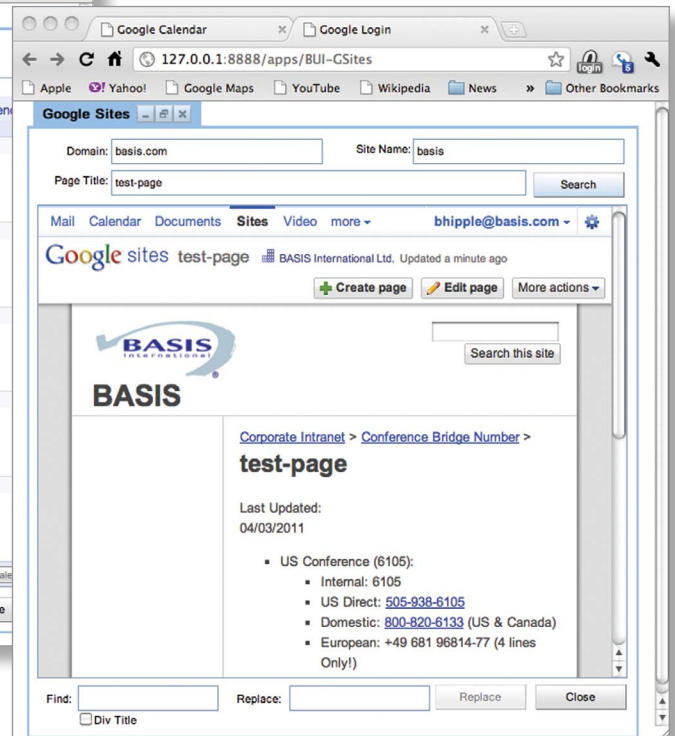 Google Calendar Google Login
127.0.0.1:8888/apps/BUI-GSites login 5
Apple Yahoo! Google Maps YouTube Wikipedia News » Other Bookmarks
Google Sites
Domain: basis.com Site Name: basis
Page Title: test-page Search
Mail Calendar Documents Sites Video more bhipple@basis.com
Google sites test-page BASIS International Ltd. Updated a minute ago
Create page Edit page More actions
BASIS
International
Search this site
BASIS
Corporate Intranet > Conference Bridge Number >
test-page
Last Updated:
04/03/2011
US Conference (6105):
Internal: 6105
US Direct: 505-938-6105
Domestic: 800-820-6133 (US & Canada)
European: +49 681 96814-77 (4 lines
Only!)
Find: Replace: Replace Close
Div Title